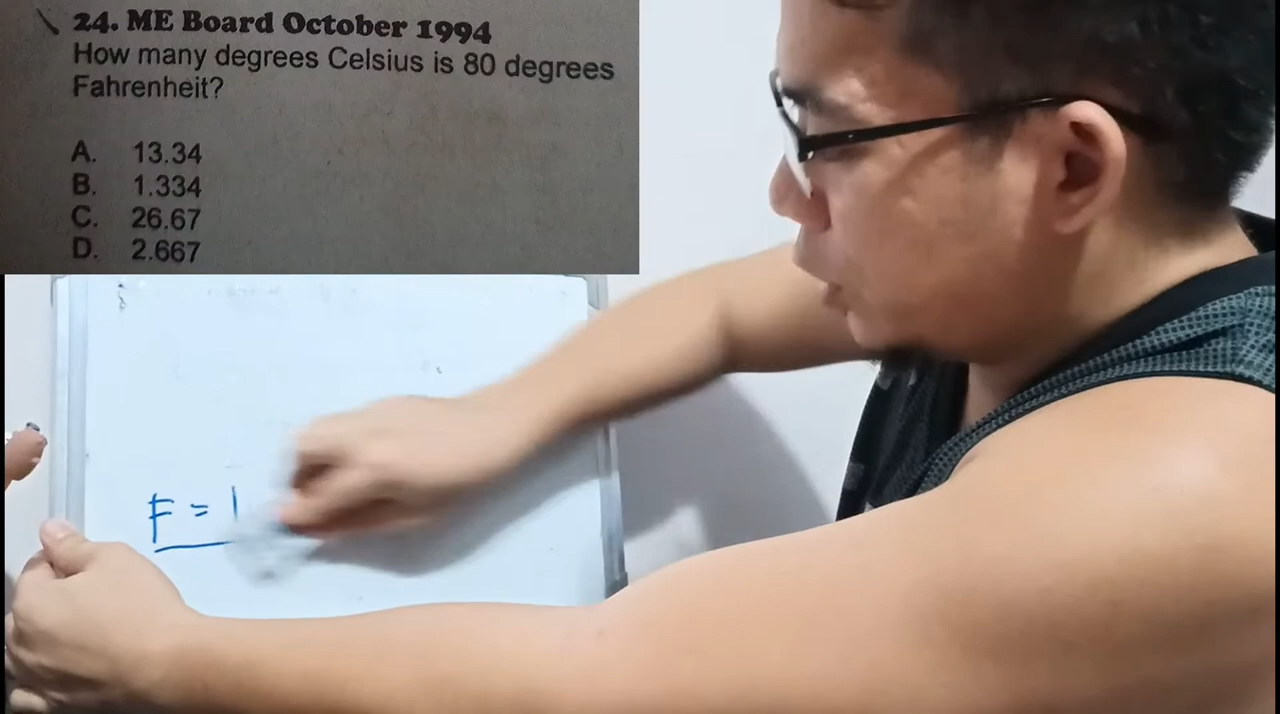 24. ME Board October 1994
How many degrees Celsius is 80 degrees
Fahrenheit?
A. 13.34
B. 1.334
C. 26.67
D. 2.667
F =